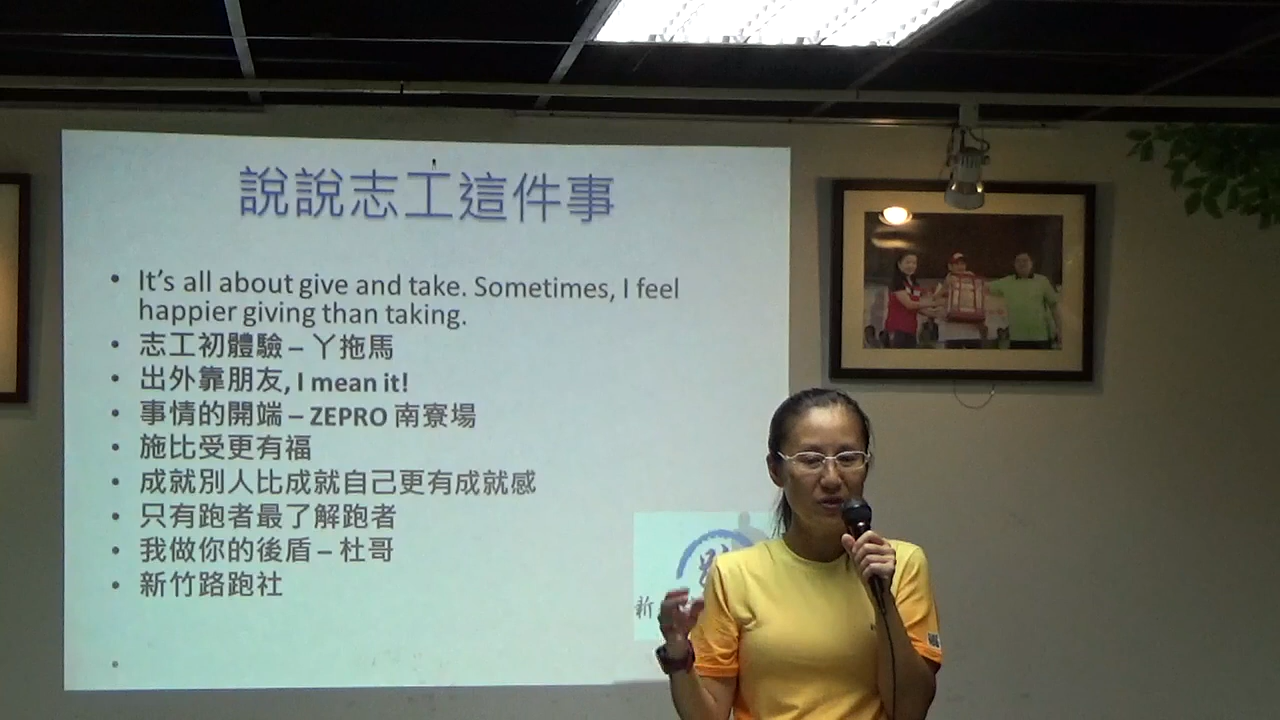 說說志工這件事
• It's all about give and take. Sometimes, I feel
happier giving than taking.
• 志工初體驗 – ㄚ拖馬
• 出外靠朋友, I mean it!
• 事情的開端 – ZEPRO 南寮場
• 施比受更有福
• 成就別人比成就自己更有成就感
• 只有跑者最了解跑者
• 我做你的後盾 – 杜哥
• 新竹路跑社
•
新